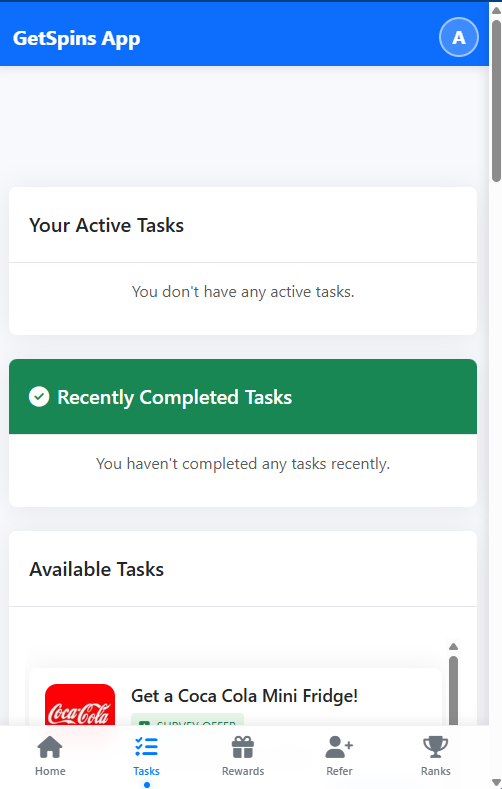 GetSpins App
A
Your Active Tasks
You don't have any active tasks.
Recently Completed Tasks
You haven't completed any tasks recently.
Available Tasks
Get a Coca Cola Mini Fridge!
Coca-Cola
SURVEY OFFER
Home
Tasks
Rewards
Refer
Ranks